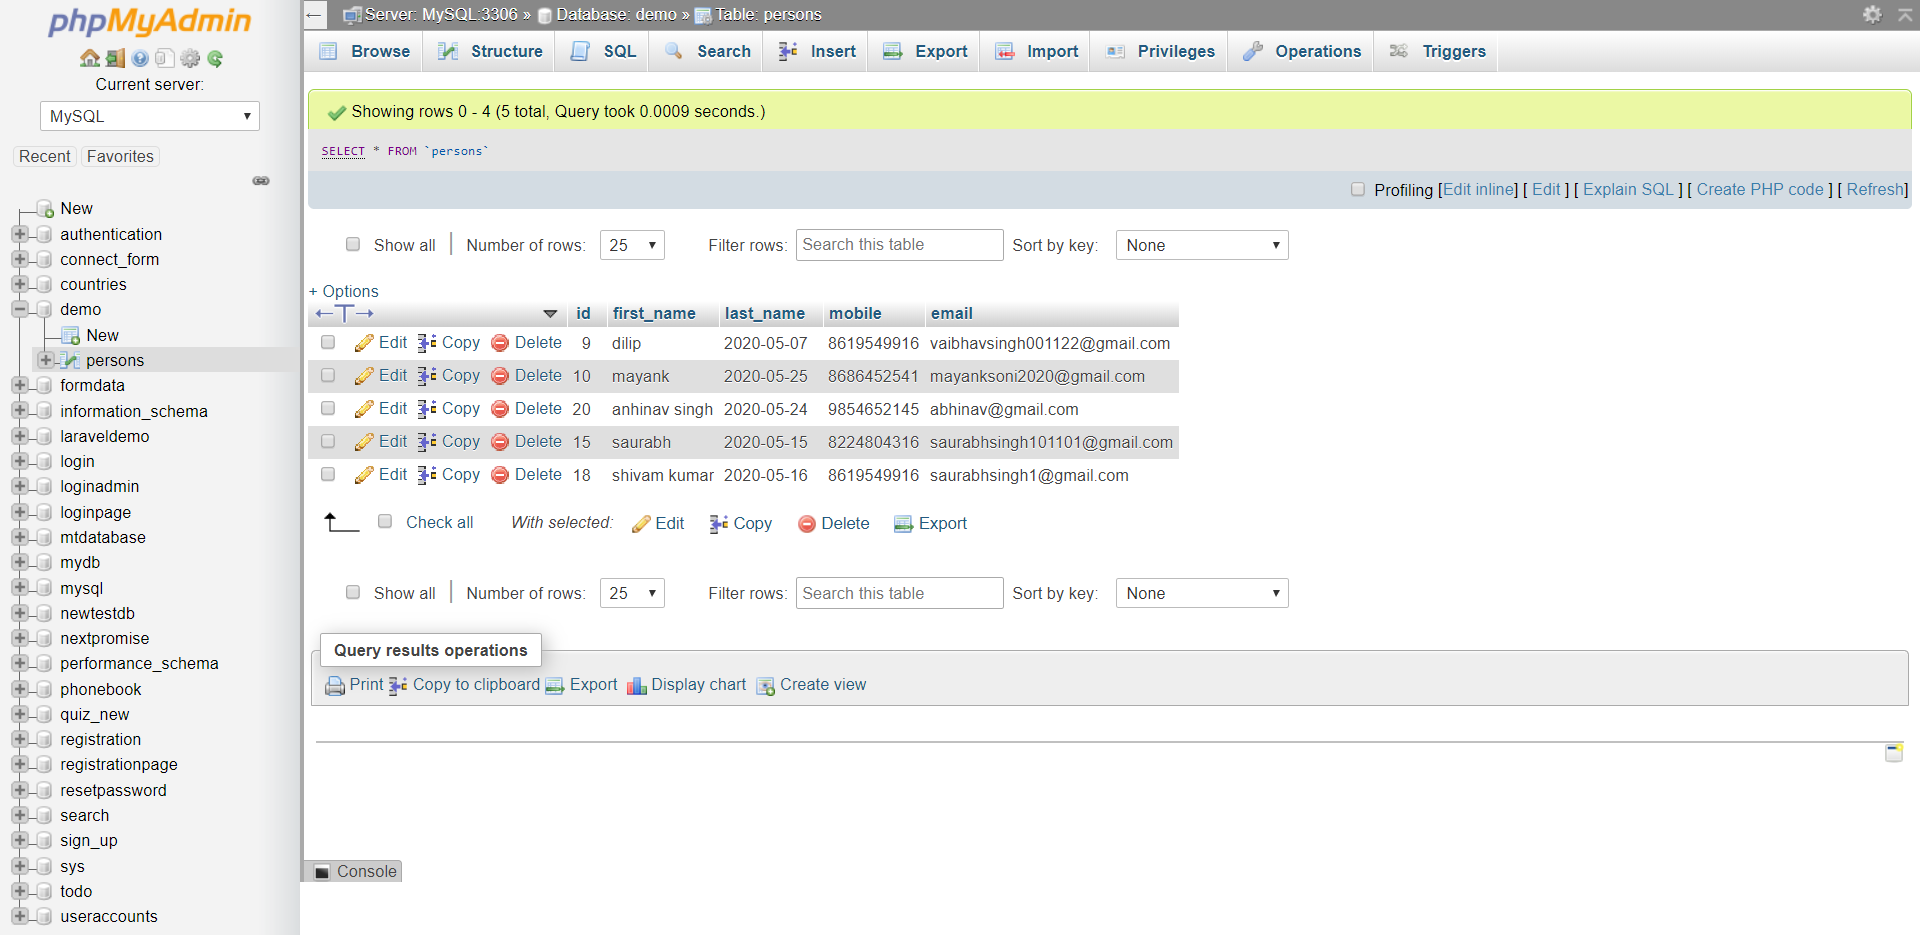 phpMyAdmin
Current server:
MySQL
Recent Favorites
New
authentication
connect_form
countries
demo
New
persons
formdata
information_schema
laraveldemo
login
loginadmin
loginpage
mtdatabase
mydb
mysql
newtestdb
nextpromise
performance_schema
phonebook
quiz_new
registration
registrationpage
resetpassword
search
sign_up
sys
todo
useraccounts
Server: MySQL:3306 » Database: demo » Table: persons
Browse Structure SQL Search Insert Export Import Privileges Operations Triggers
Showing rows 0 - 4 (5 total, Query took 0.0009 seconds.)
SELECT * FROM `persons`
Profiling [Edit inline] [ Edit ] [ Explain SQL ] [ Create PHP code ] [ Refresh]
Show all | Number of rows: 25 Filter rows: Search this table Sort by key: None
+ Options
id first_name last_name mobile email
Edit Copy Delete 9 dilip 2020-05-07 8619549916 vaibhavsingh001122@gmail.com
Edit Copy Delete 10 mayank 2020-05-25 8686452541 mayanksoni2020@gmail.com
Edit Copy Delete 20 anhinav singh 2020-05-24 9854652145 abhinav@gmail.com
Edit Copy Delete 15 saurabh 2020-05-15 8224804316 saurabhsingh101101@gmail.com
Edit Copy Delete 18 shivam kumar 2020-05-16 8619549916 saurabhsingh1@gmail.com
Check all With selected: Edit Copy Delete Export
Show all | Number of rows: 25 Filter rows: Search this table Sort by key: None
Query results operations
Print Copy to clipboard Export Display chart Create view
Console